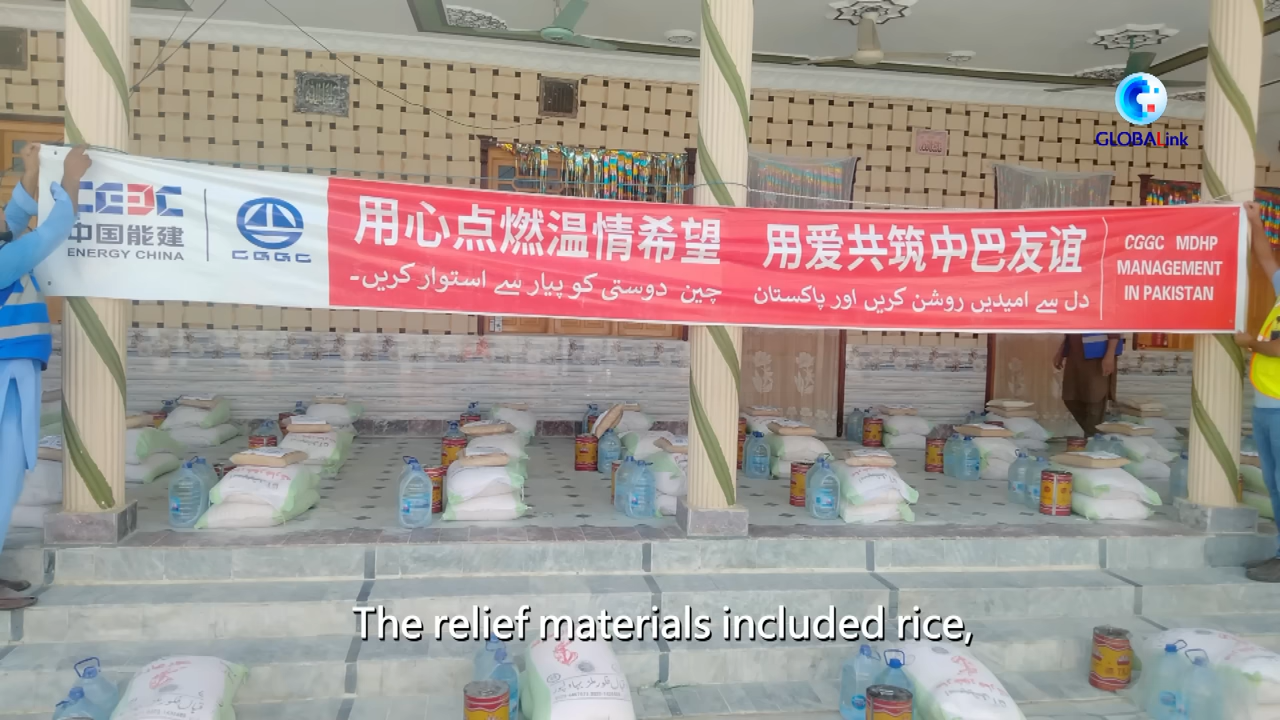 GLOBALink
CEEC
中国能建
ENERGY CHINA
CGGC
用心点燃温情希望 用爱共筑中巴友谊
دل سے امیدیں روشن کریں اور پاکستان چین دوستی کو پیار سے استوار کریں۔
CGGC MDHP
MANAGEMENT
IN PAKISTAN
The relief materials included rice,